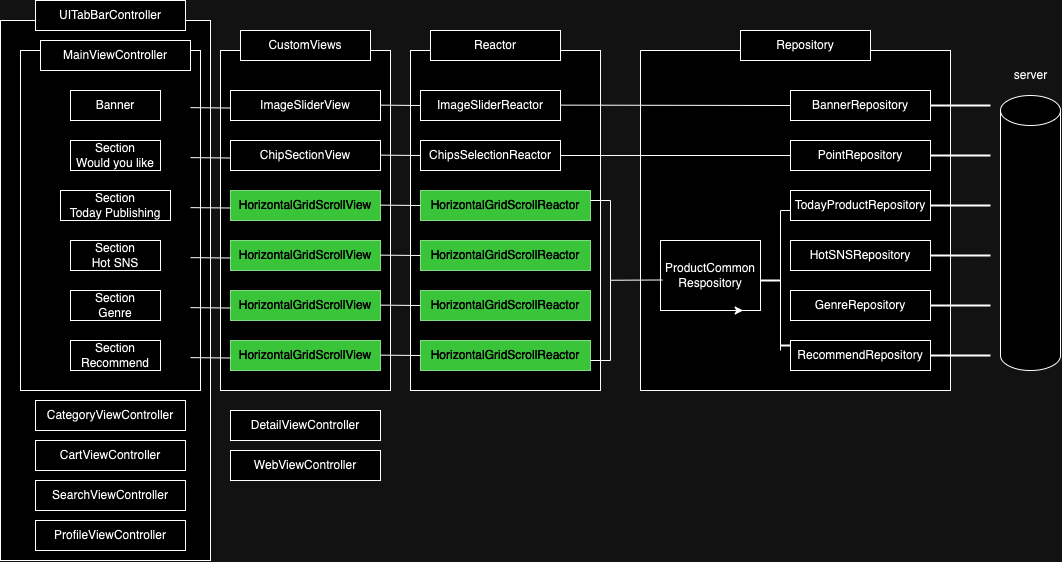 UITabBarController
MainViewController
CustomViews
Reactor
Repository
server
Banner
ImageSliderView
ImageSliderReactor
BannerRepository
Section
Would you like
ChipSectionView
ChipsSelectionReactor
PointRepository
Section
Today Publishing
HorizontalGridScrollView
HorizontalGridScrollReactor
TodayProductRepository
Section
Hot SNS
HorizontalGridScrollView
HorizontalGridScrollReactor
ProductCommon
Respository
HotSNSRepository
Section
Genre
HorizontalGridScrollView
HorizontalGridScrollReactor
GenreRepository
Section
Recommend
HorizontalGridScrollView
HorizontalGridScrollReactor
RecommendRepository
CategoryViewController
DetailViewController
CartViewController
WebViewController
SearchViewController
ProfileViewController